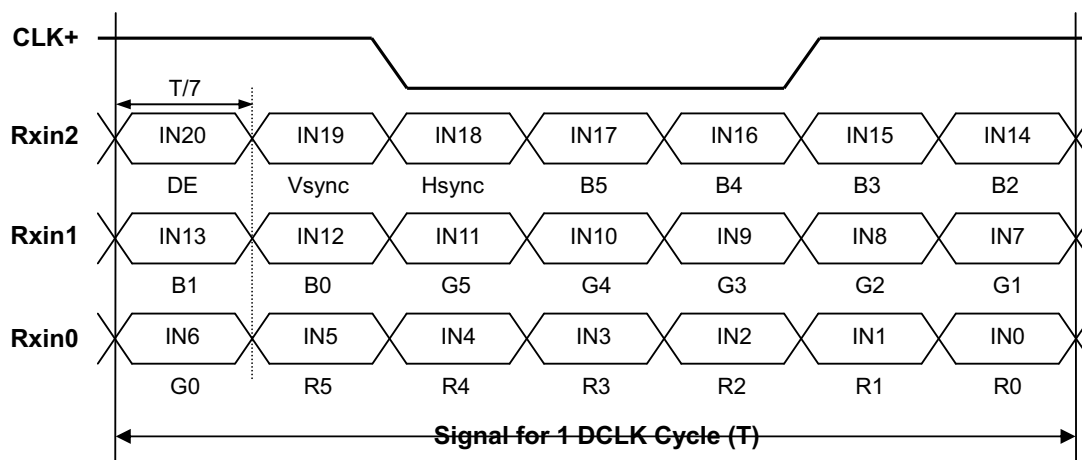 CLK+
T/7
Rxin2 IN20 IN19 IN18 IN17 IN16 IN15 IN14
DE Vsync Hsync B5 B4 B3 B2
Rxin1 IN13 IN12 IN11 IN10 IN9 IN8 IN7
B1 B0 G5 G4 G3 G2 G1
Rxin0 IN6 IN5 IN4 IN3 IN2 IN1 IN0
G0 R5 R4 R3 R2 R1 R0
Signal for 1 DCLK Cycle (T)